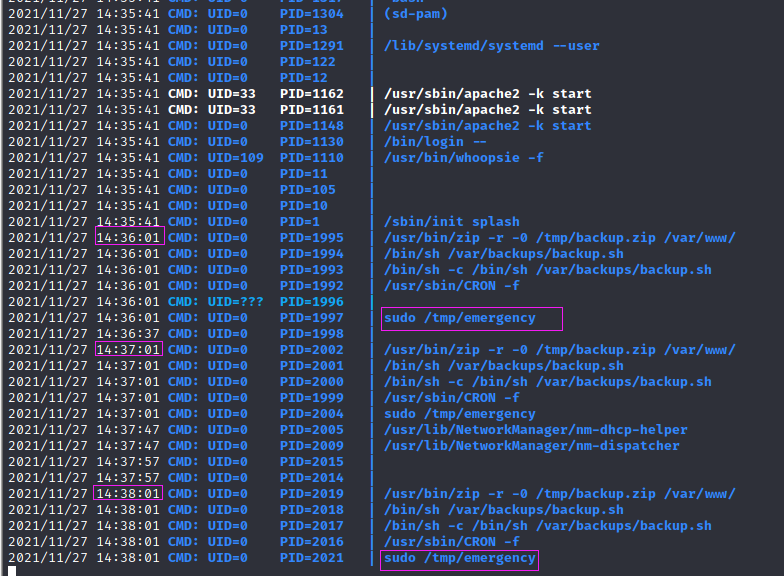 2021/11/27 14:35:41 CMD: UID=0 PID=1304 | (sd-pam)
2021/11/27 14:35:41 CMD: UID=0 PID=13 |
2021/11/27 14:35:41 CMD: UID=0 PID=1291 | /lib/systemd/systemd --user
2021/11/27 14:35:41 CMD: UID=0 PID=122 |
2021/11/27 14:35:41 CMD: UID=0 PID=12 |
2021/11/27 14:35:41 CMD: UID=33 PID=1162 | /usr/sbin/apache2 -k start
2021/11/27 14:35:41 CMD: UID=33 PID=1161 | /usr/sbin/apache2 -k start
2021/11/27 14:35:41 CMD: UID=0 PID=1148 | /usr/sbin/apache2 -k start
2021/11/27 14:35:41 CMD: UID=0 PID=1130 | /bin/login --
2021/11/27 14:35:41 CMD: UID=109 PID=1110 | /usr/bin/whoopsie -f
2021/11/27 14:35:41 CMD: UID=0 PID=11 |
2021/11/27 14:35:41 CMD: UID=0 PID=105 |
2021/11/27 14:35:41 CMD: UID=0 PID=10 |
2021/11/27 14:35:41 CMD: UID=0 PID=1 | /sbin/init splash
2021/11/27 14:36:01 CMD: UID=0 PID=1995 | /usr/bin/zip -r -0 /tmp/backup.zip /var/www/
2021/11/27 14:36:01 CMD: UID=0 PID=1994 | /bin/sh /var/backups/backup.sh
2021/11/27 14:36:01 CMD: UID=0 PID=1993 | /bin/sh -c /bin/sh /var/backups/backup.sh
2021/11/27 14:36:01 CMD: UID=0 PID=1992 | /usr/sbin/CRON -f
2021/11/27 14:36:01 CMD: UID=??? PID=1996 |
2021/11/27 14:36:01 CMD: UID=0 PID=1997 | sudo /tmp/emergency
2021/11/27 14:36:37 CMD: UID=0 PID=1998 |
2021/11/27 14:37:01 CMD: UID=0 PID=2002 | /usr/bin/zip -r -0 /tmp/backup.zip /var/www/
2021/11/27 14:37:01 CMD: UID=0 PID=2001 | /bin/sh /var/backups/backup.sh
2021/11/27 14:37:01 CMD: UID=0 PID=2000 | /bin/sh -c /bin/sh /var/backups/backup.sh
2021/11/27 14:37:01 CMD: UID=0 PID=1999 | /usr/sbin/CRON -f
2021/11/27 14:37:01 CMD: UID=0 PID=2004 | sudo /tmp/emergency
2021/11/27 14:37:47 CMD: UID=0 PID=2005 | /usr/lib/NetworkManager/nm-dhcp-helper
2021/11/27 14:37:47 CMD: UID=0 PID=2009 | /usr/lib/NetworkManager/nm-dispatcher
2021/11/27 14:37:57 CMD: UID=0 PID=2015 |
2021/11/27 14:37:57 CMD: UID=0 PID=2014 |
2021/11/27 14:38:01 CMD: UID=0 PID=2019 | /usr/bin/zip -r -0 /tmp/backup.zip /var/www/
2021/11/27 14:38:01 CMD: UID=0 PID=2018 | /bin/sh /var/backups/backup.sh
2021/11/27 14:38:01 CMD: UID=0 PID=2017 | /bin/sh -c /bin/sh /var/backups/backup.sh
2021/11/27 14:38:01 CMD: UID=0 PID=2016 | /usr/sbin/CRON -f
2021/11/27 14:38:01 CMD: UID=0 PID=2021 | sudo /tmp/emergency